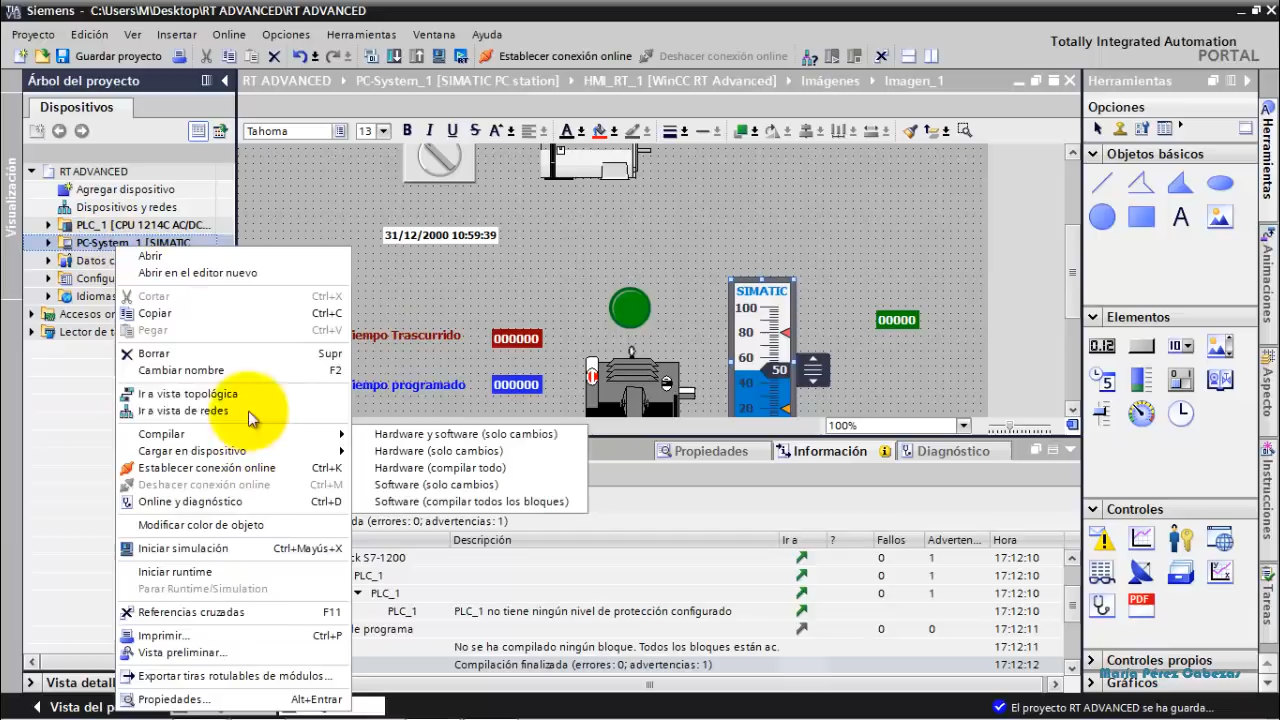 Siemens - C:\Users\M\Desktop\RT ADVANCED\RT ADVANCED
Proyecto Edición Ver Insertar Online Opciones Herramientas Ventana Ayuda
Totally Integrated Automation
PORTAL
Guardar proyecto Establecer conexión online Deshacer conexión online
Árbol del proyecto
RT ADVANCED PC-System_1 [SIMATIC PC station] HMI_RT_1 [WinCC RT Advanced] Imágenes Imagen_1
Herramientas
Dispositivos
Opciones
Tahoma 13 B I U S A A
Visualización
Objetos básicos
A
RT ADVANCED
Agregar dispositivo
Dispositivos y redes
PLC_1 [CPU 1214C AC/DC...
PC-System_1 [SIMATIC
Datos c
Configu
Idiomas
Accesos on
Lector de t
Abrir
Abrir en el editor nuevo
Cortar Ctrl+X
Copiar Ctrl+C
Pegar Ctrl+V
Borrar Supr
Cambiar nombre F2
Ir a vista topológica
Ir a vista de redes
Compilar
Cargar en dispositivo
Establecer conexión online Ctrl+K
Deshacer conexión online Ctrl+M
Online y diagnóstico Ctrl+D
Modificar color de objeto
Iniciar simulación Ctrl+Mayús+X
Iniciar runtime
Parar Runtime/Simulation
Referencias cruzadas F11
Imprimir... Ctrl+P
Vista preliminar...
Exportar tiras rotulables de módulos...
Propiedades... Alt+Entrar
Hardware y software (solo cambios)
Hardware (solo cambios)
Hardware (compilar todo)
Software (solo cambios)
Software (compilar todos los bloques)
31/12/2000 10:59:39
iempo Trascurrido 000000
iempo programado 000000
0
SIMATIC
100
80
60
50
40
20
00000
100%
Propiedades Información Diagnóstico
da (errores: 0; advertencias: 1)
Descripción Ir a ? Fallos Adverten... Hora
ck S7-1200 0 1 17:12:10
PLC_1 0 1 17:12:10
PLC_1 0 1 17:12:10
PLC_1 PLC_1 no tiene ningún nivel de protección configurado 17:12:10
de programa 0 0 17:12:11
No se ha compilado ningún bloque. Todos los bloques están ac. 17:12:11
Compilación finalizada (errores: 0; advertencias: 1) 17:12:12
Elementos
0.12
10
Controles
PDF
Controles propios
María Pérez Cabezas
Gráficos
Herramientas
Animaciones
Instrucciones
Tareas
Vista detall
Vista del p
El proyecto RT ADVANCED se ha guarda...